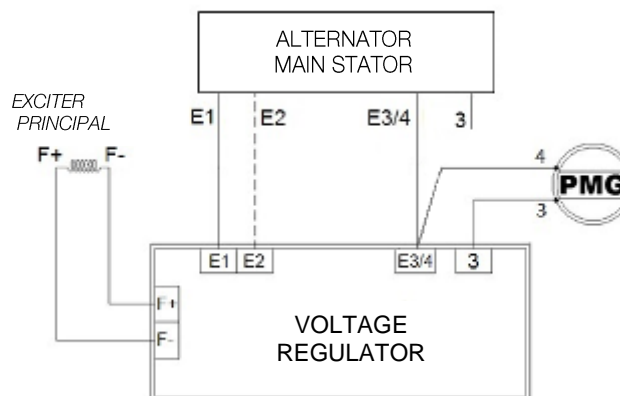 ALTERNATOR
MAIN STATOR
E1
E2
E3/4
3
EXCITER
PRINCIPAL
F+
F-
4
PMG
3
E1
E2
E3/4
3
F+
F-
VOLTAGE
REGULATOR